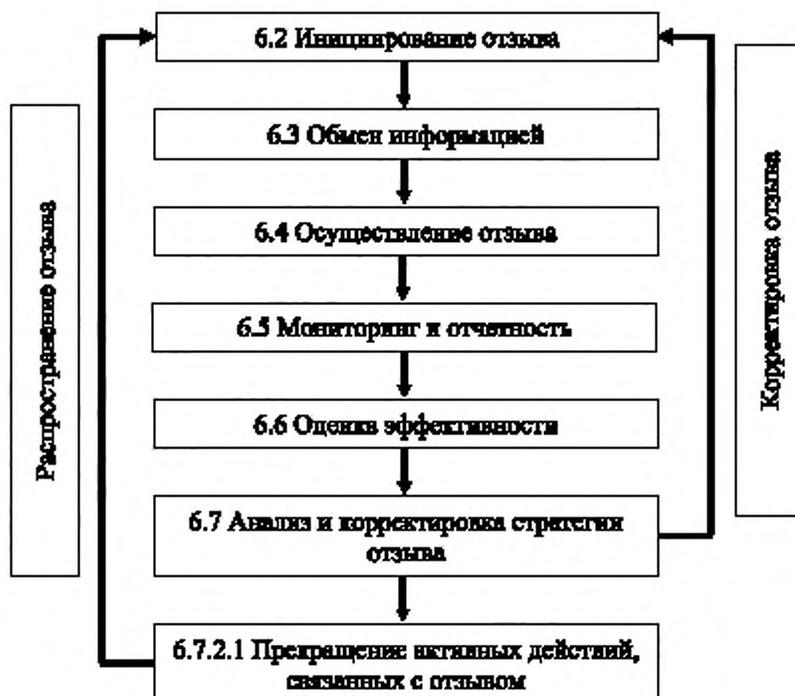 6.2 Инициирование отзыва
6.3 Обмен информацией
6.4 Осуществление отзыва
6.5 Мониторинг и отчетность
6.6 Оценка эффективности
6.7 Анализ и корректировка стратегии
отзыва
6.7.2.1 Прекращение активных действий,
связанных с отзывом
Распространение отзыва
Корректировка отзыва